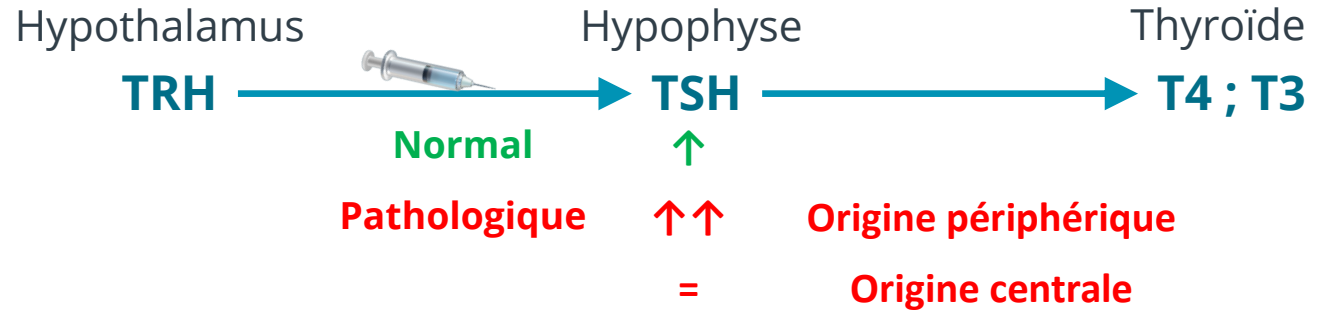 Hypothalamus Hypophyse Thyroïde
TRH TSH T4 ; T3
Normal ↑
Pathologique ↑↑ Origine périphérique
= Origine centrale